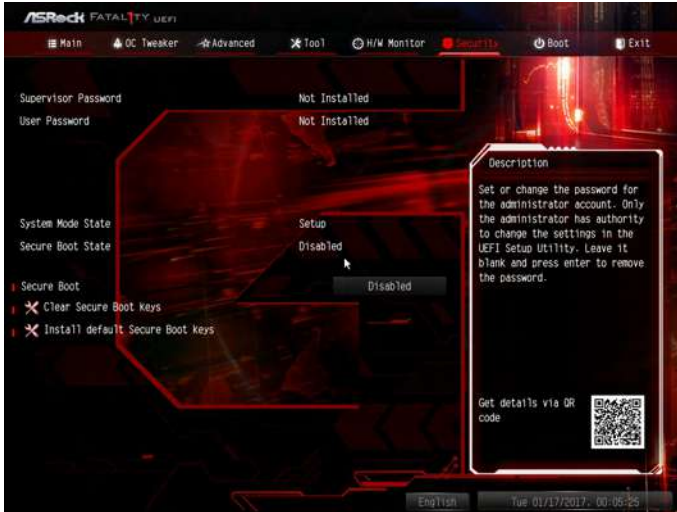 ASRock FATAL1TY UEFI
Main OC Tweaker Advanced Tool H/W Monitor Security Boot Exit
Supervisor Password Not Installed
User Password Not Installed
System Mode State Setup
Secure Boot State Disabled
Secure Boot Disabled
Clear Secure Boot keys
Install default Secure Boot keys
Description
Set or change the password for
the administrator account. Only
the administrator has authority
to change the settings in the
UEFI Setup Utility. Leave it
blank and press enter to remove
the password.
Get details via QR
code
English Tue 01/17/2017. 00:05:25